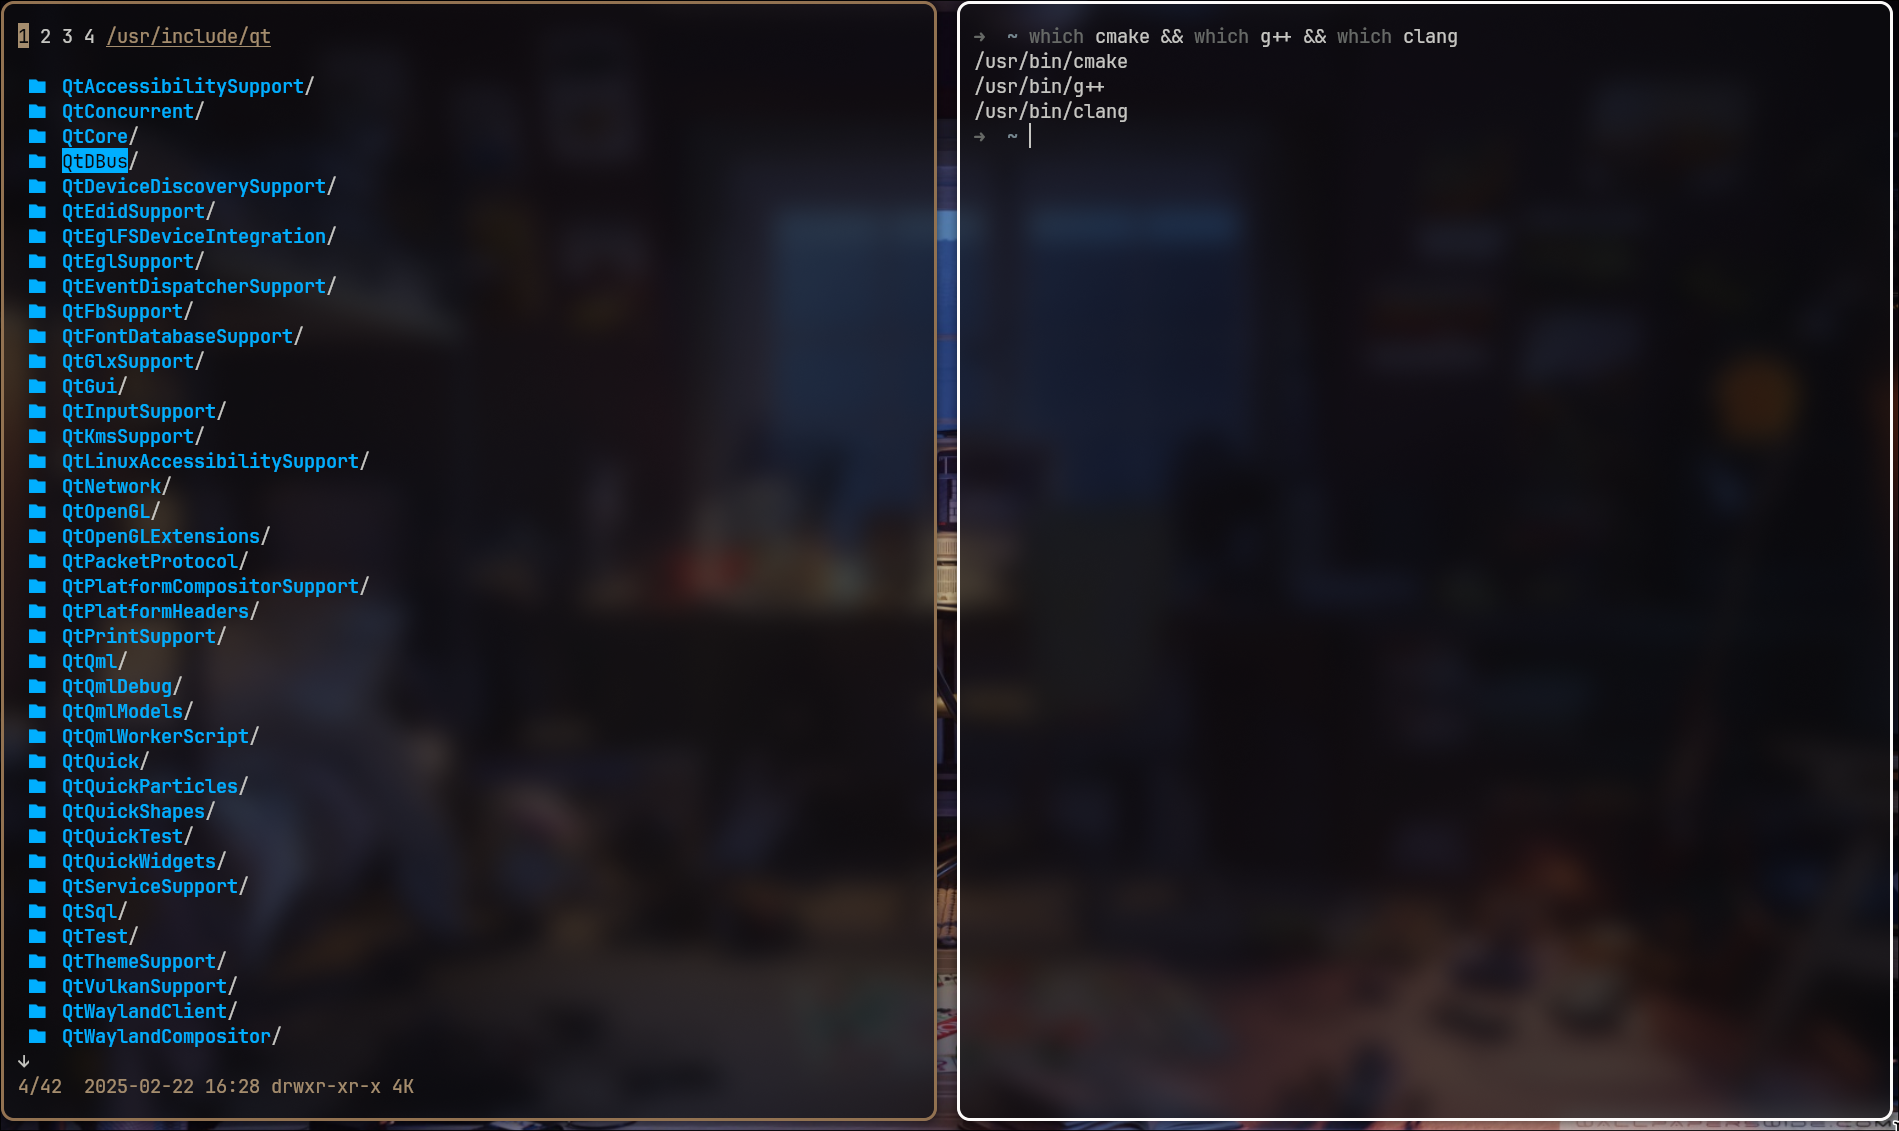 1 2 3 4 /usr/include/qt
QtAccessibilitySupport/
QtConcurrent/
QtCore/
QtDBus/
QtDeviceDiscoverySupport/
QtEdidSupport/
QtEglFSDeviceIntegration/
QtEglSupport/
QtEventDispatcherSupport/
QtFbSupport/
QtFontDatabaseSupport/
QtGlxSupport/
QtGui/
QtInputSupport/
QtKmsSupport/
QtLinuxAccessibilitySupport/
QtNetwork/
QtOpenGL/
QtOpenGLExtensions/
QtPacketProtocol/
QtPlatformCompositorSupport/
QtPlatformHeaders/
QtPrintSupport/
QtQml/
QtQmlDebug/
QtQmlModels/
QtQmlWorkerScript/
QtQuick/
QtQuickParticles/
QtQuickShapes/
QtQuickTest/
QtQuickWidgets/
QtServiceSupport/
QtSql/
QtTest/
QtThemeSupport/
QtVulkanSupport/
QtWaylandClient/
QtWaylandCompositor/
↓
4/42 2025-02-22 16:28 drwxr-xr-x 4K
→ ~ which cmake && which g++ && which clang
/usr/bin/cmake
/usr/bin/g++
/usr/bin/clang
→ ~
WALLPAPERSWIDE.COM